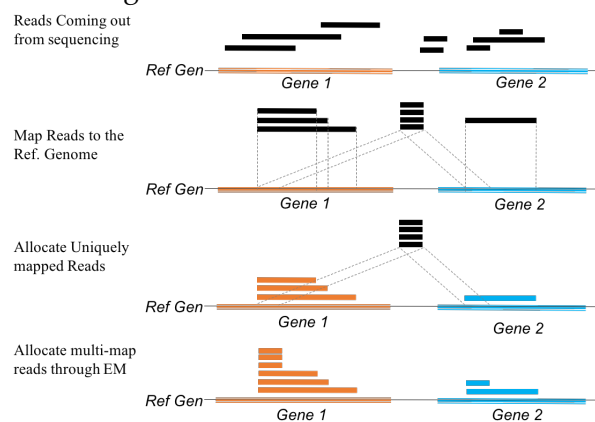 Reads Coming out
from sequencing
Ref Gen
Gene 1
Gene 2
Map Reads to the
Ref. Genome
Ref Gen
Gene 1
Gene 2
Allocate Uniquely
mapped Reads
Ref Gen
Gene 1
Gene 2
Allocate multi-map
reads through EM
Ref Gen
Gene 1
Gene 2